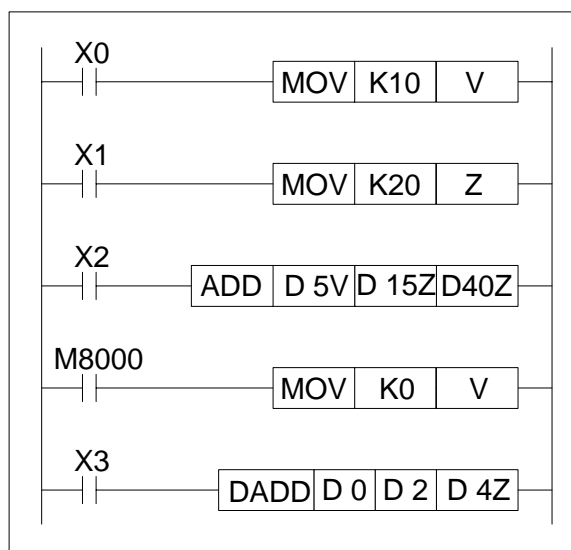 X0
MOV K10 V
X1
MOV K20 Z
X2
ADD D 5V D 15Z D40Z
M8000
MOV K0 V
X3
DADD D 0 D 2 D 4Z